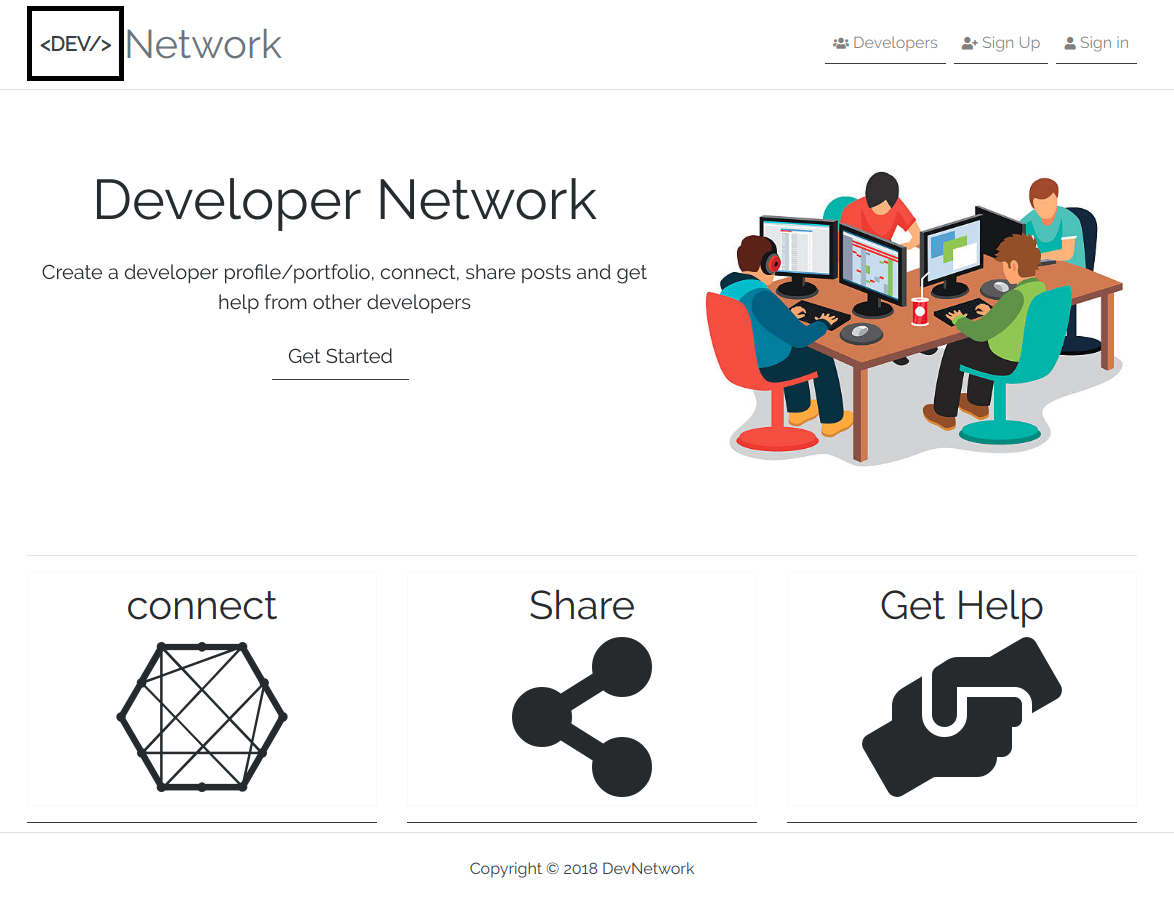 <DEV/> Network
Developers Sign Up Sign in
Developer Network
Create a developer profile/portfolio, connect, share posts and get
help from other developers
Get Started
connect
Share
Get Help
Copyright © 2018 DevNetwork